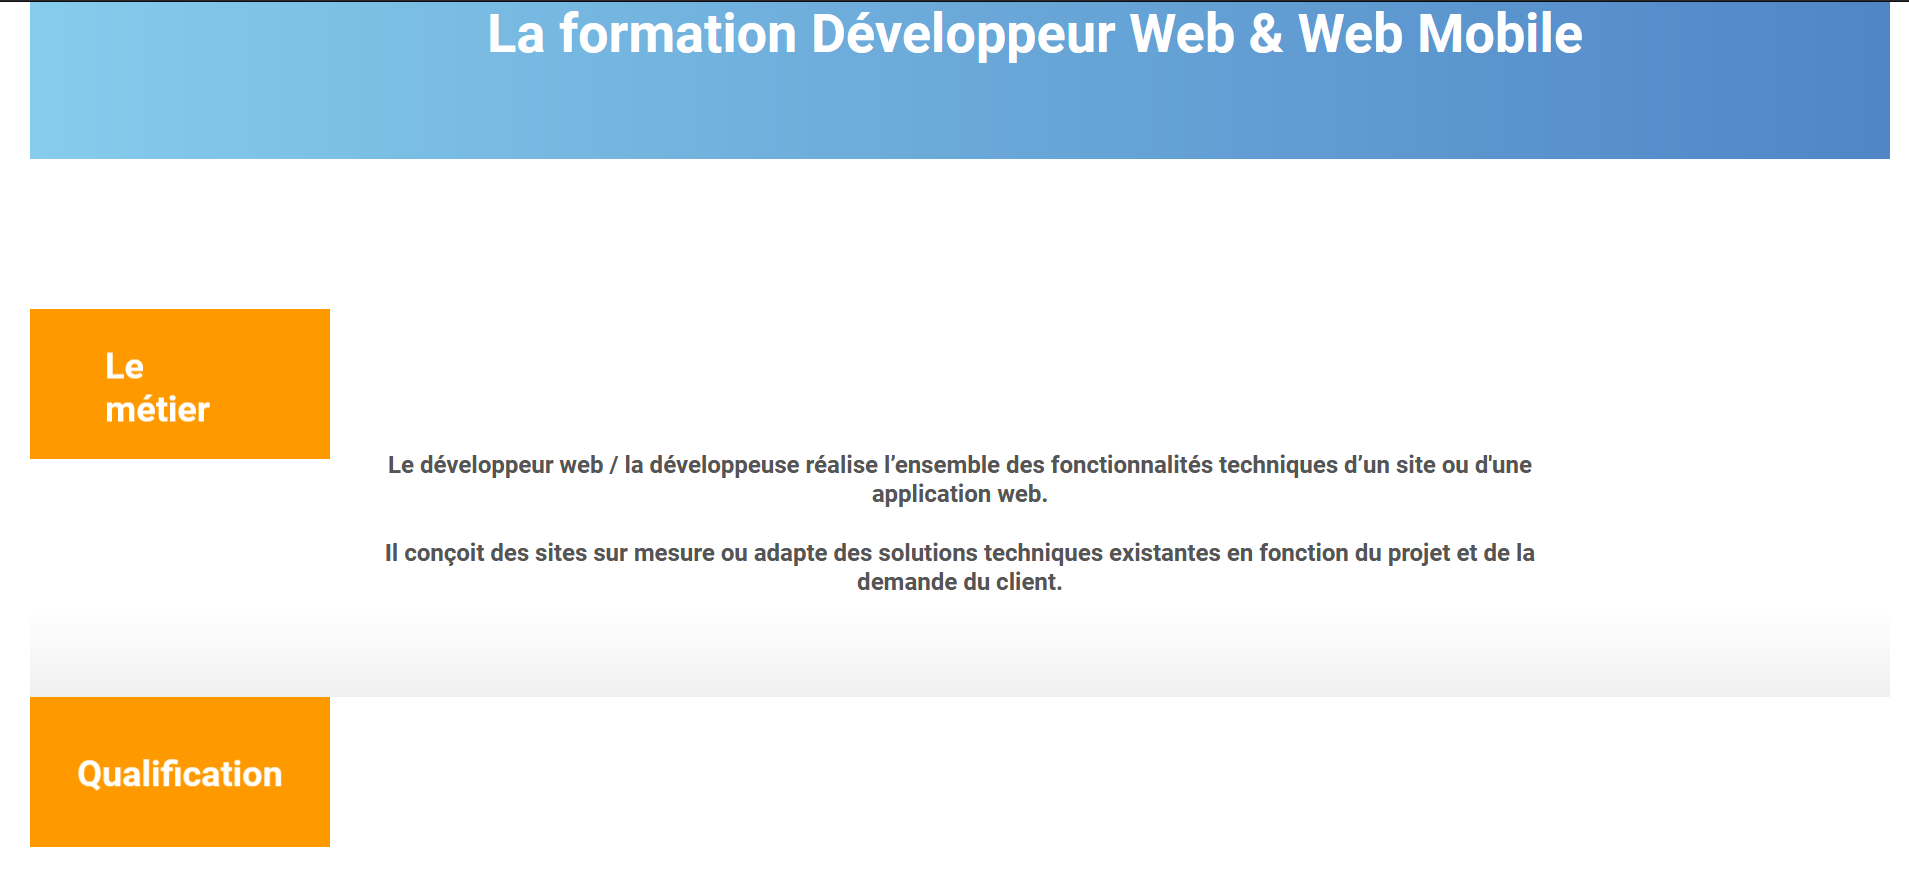 La formation Développeur Web & Web Mobile
Le
métier
Le développeur web / la développeuse réalise l’ensemble des fonctionnalités techniques d’un site ou d'une
application web.
Il conçoit des sites sur mesure ou adapte des solutions techniques existantes en fonction du projet et de la
demande du client.
Qualification